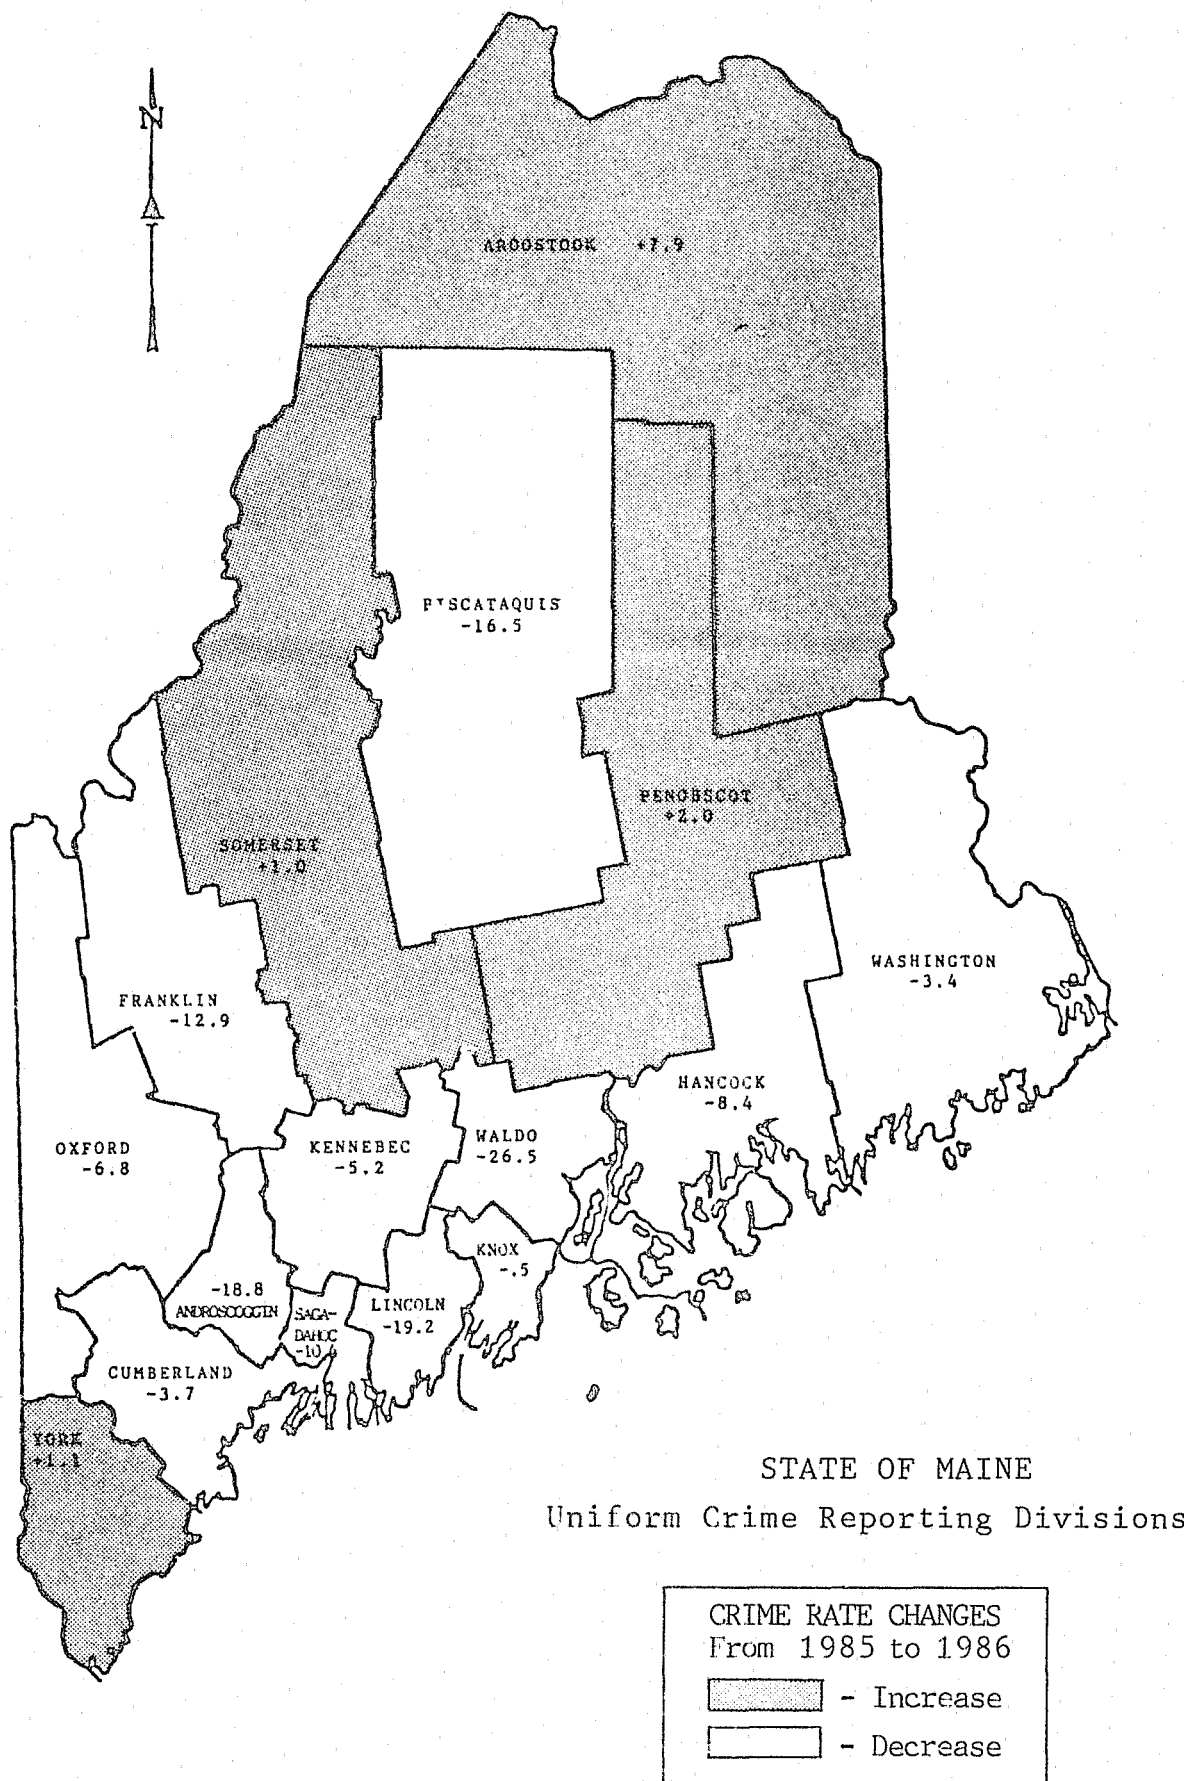 N
AROOSTOOK +7.9
PISCATAQUIS
-16.5
PENOBSCOT
+2.0
SOMERSET
+1.0
WASHINGTON
-3.4
FRANKLIN
-12.9
HANCOCK
-8.4
OXFORD
-6.8
KENNEBEC
-5.2
WALDO
-26.5
KNOX
-.5
-18.8
ANDROSCOGGIN
SAGA-
DAHOC
LINCOLN
-19.2
CUMBERLAND
-3.7
YORK
+1.1
STATE OF MAINE
Uniform Crime Reporting Divisions
CRIME RATE CHANGES
From 1985 to 1986
- Increase
- Decrease